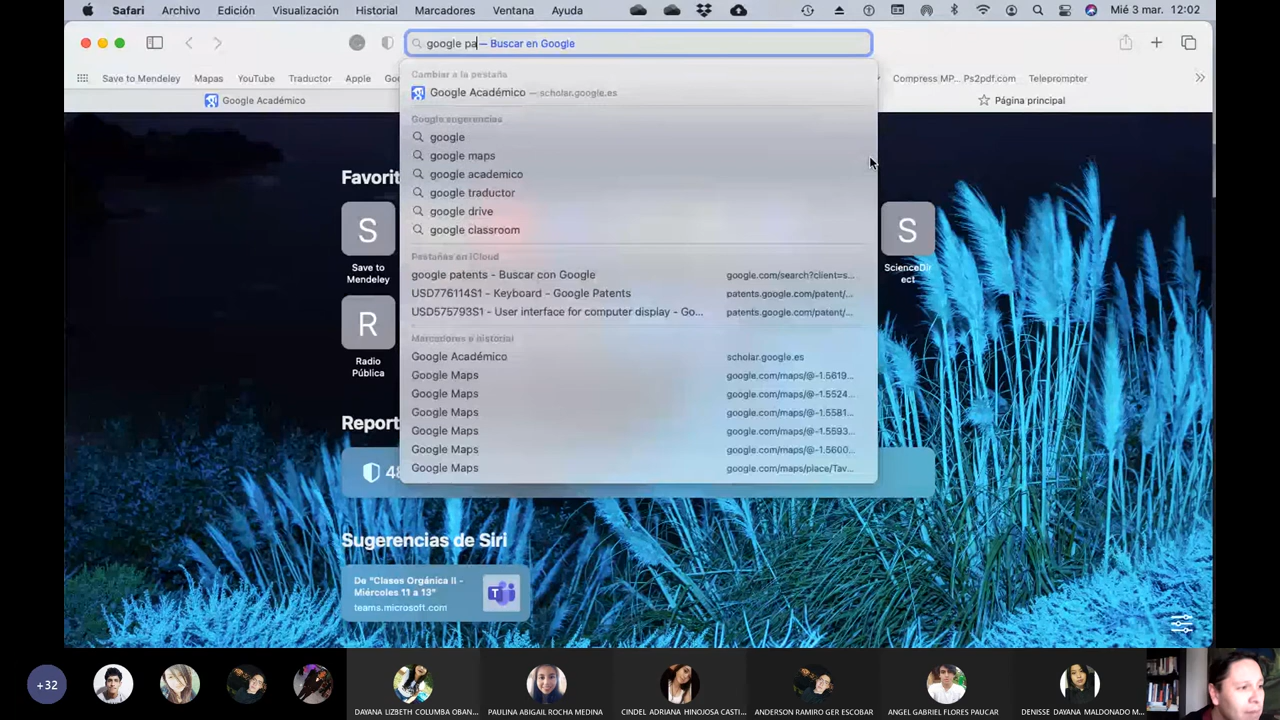 Safari Archivo Edición Visualización Historial Marcadores Ventana Ayuda Mié 3 mar. 12:02
google pa — Buscar en Google
Save to Mendeley Mapas YouTube Traductor Apple Compress MP... Ps2pdf.com Teleprompter
Google Académico Página principal
Cambiar a la pestaña
Google Académico — scholar.google.es
Google sugerencias
google
google maps
google academico
google traductor
google drive
google classroom
Pestañas en iCloud
google patents - Buscar con Google google.com/search?client=s...
USD776114S1 - Keyboard - Google Patents patents.google.com/patent/...
USD575793S1 - User interface for computer display - Go... patents.google.com/patent/...
Marcadores e historial
Google Académico scholar.google.es
Google Maps google.com/maps/@-1.5619...
Google Maps google.com/maps/@-1.5524...
Google Maps google.com/maps/@-1.5581...
Google Maps google.com/maps/@-1.5593...
Google Maps google.com/maps/@-1.5600...
Google Maps google.com/maps/place/Tav...
Favorit
S
Save to
Mendeley
S
ScienceDir
ect
R
Radio
Pública
Report
48
Sugerencias de Siri
De "Clases Orgánica II -
Miércoles 11 a 13"
teams.microsoft.com
+32
DAYANA LIZBETH COLUMBA OBAN...
PAULINA ABIGAIL ROCHA MEDINA
CINDEL ADRIANA HINOJOSA CASTI...
ANDERSON RAMIRO GER ESCOBAR
ANGEL GABRIEL FLORES PAUCAR
DENISSE DAYANA MALDONADO M...